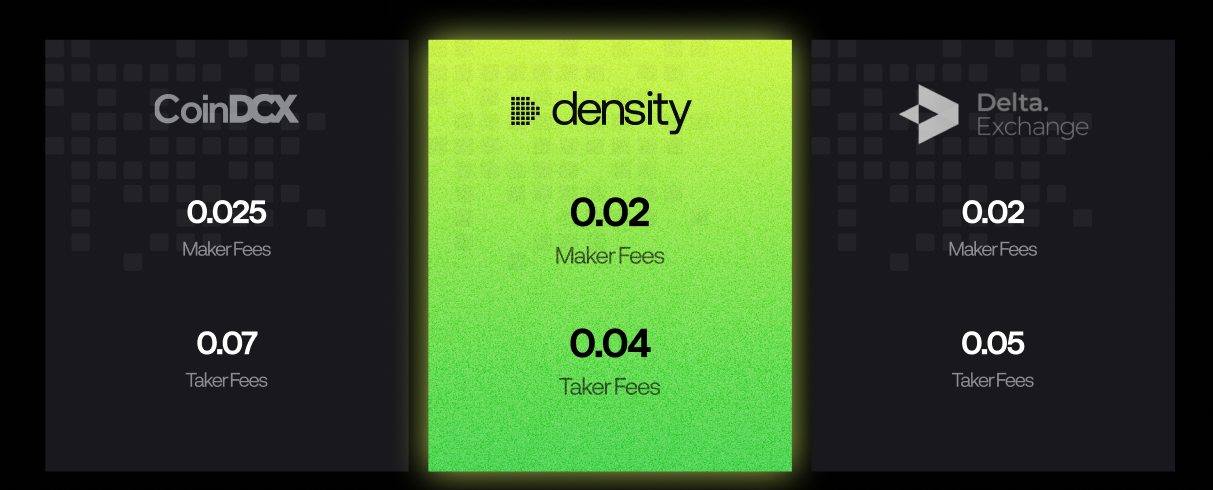 CoinDCX
0.025
Maker Fees
0.07
Taker Fees
density
0.02
Maker Fees
0.04
Taker Fees
Delta.
Exchange
0.02
Maker Fees
0.05
Taker Fees